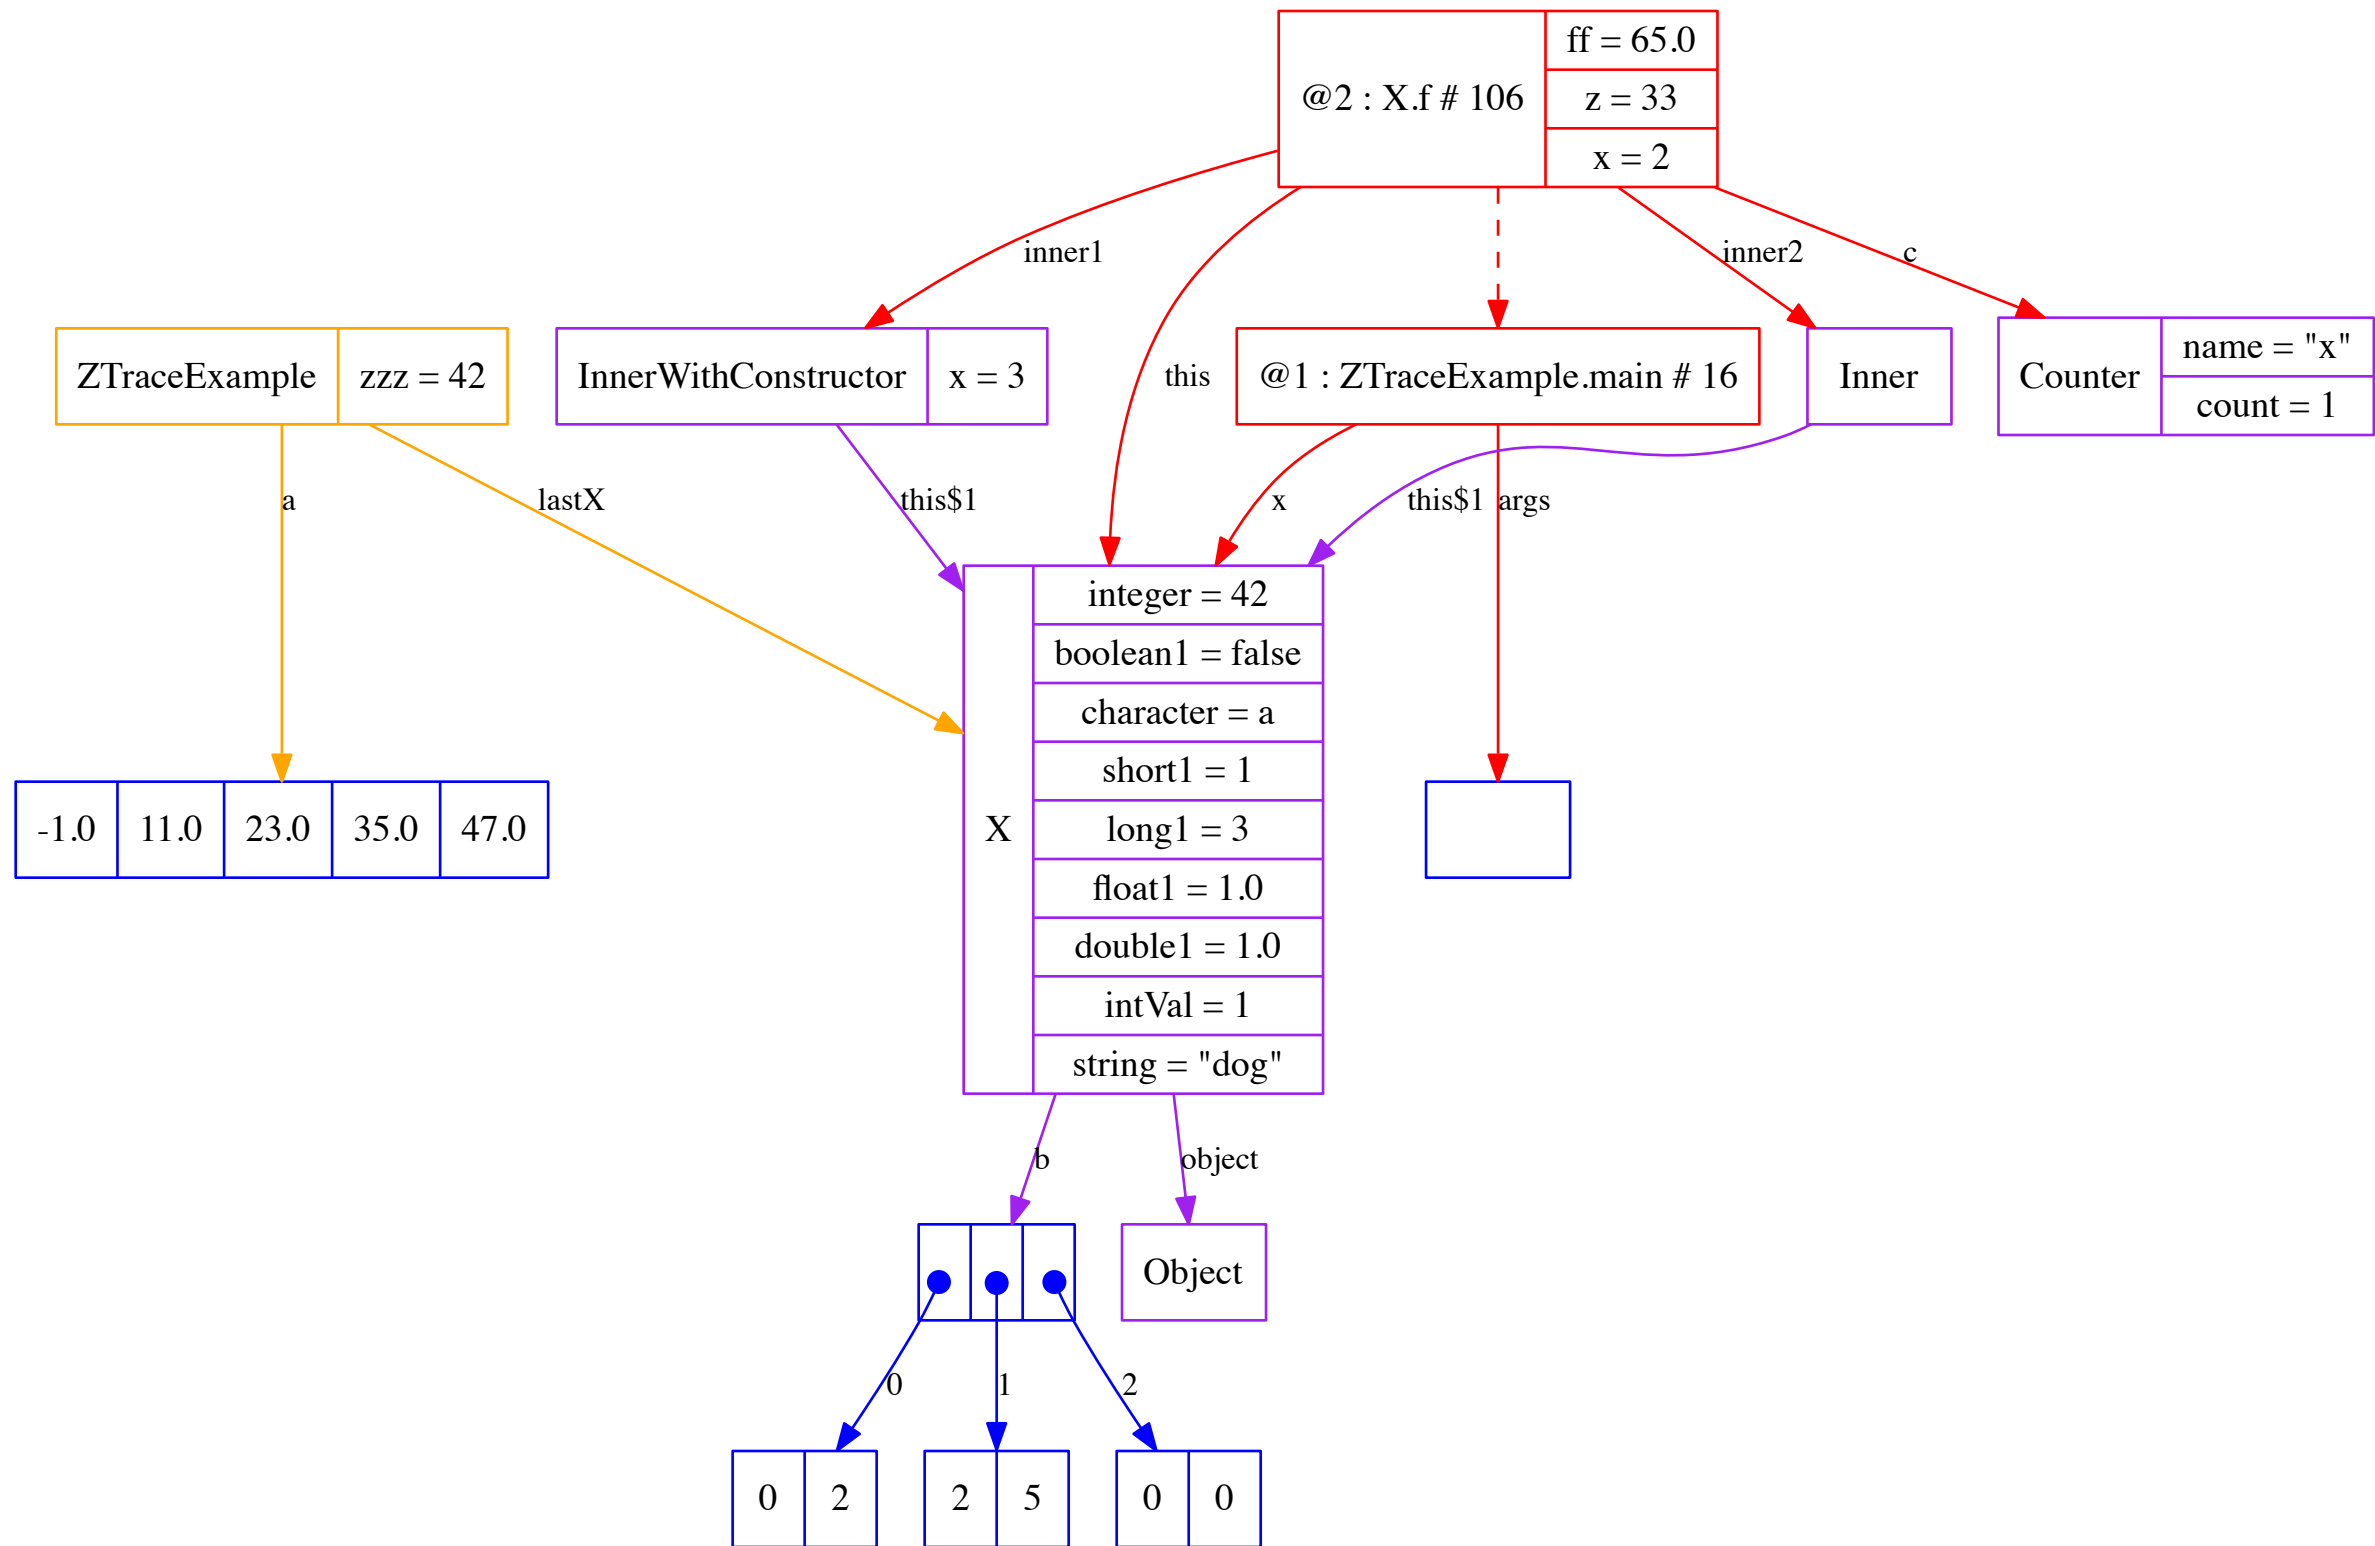 ff = 65.0
@2 : X.f # 106
z = 33
x = 2
inner1
inner2
c
this
ZTraceExample
zzz = 42
InnerWithConstructor
x = 3
@1 : ZTraceExample.main # 16
Inner
Counter
name = "x"
count = 1
a
lastX
this$1
x
this$1
args
integer = 42
boolean1 = false
character = a
short1 = 1
X
long1 = 3
float1 = 1.0
double1 = 1.0
intVal = 1
string = "dog"
-1.0
11.0
23.0
35.0
47.0
b
object
Object
0
1
2
0
2
2
5
0
0